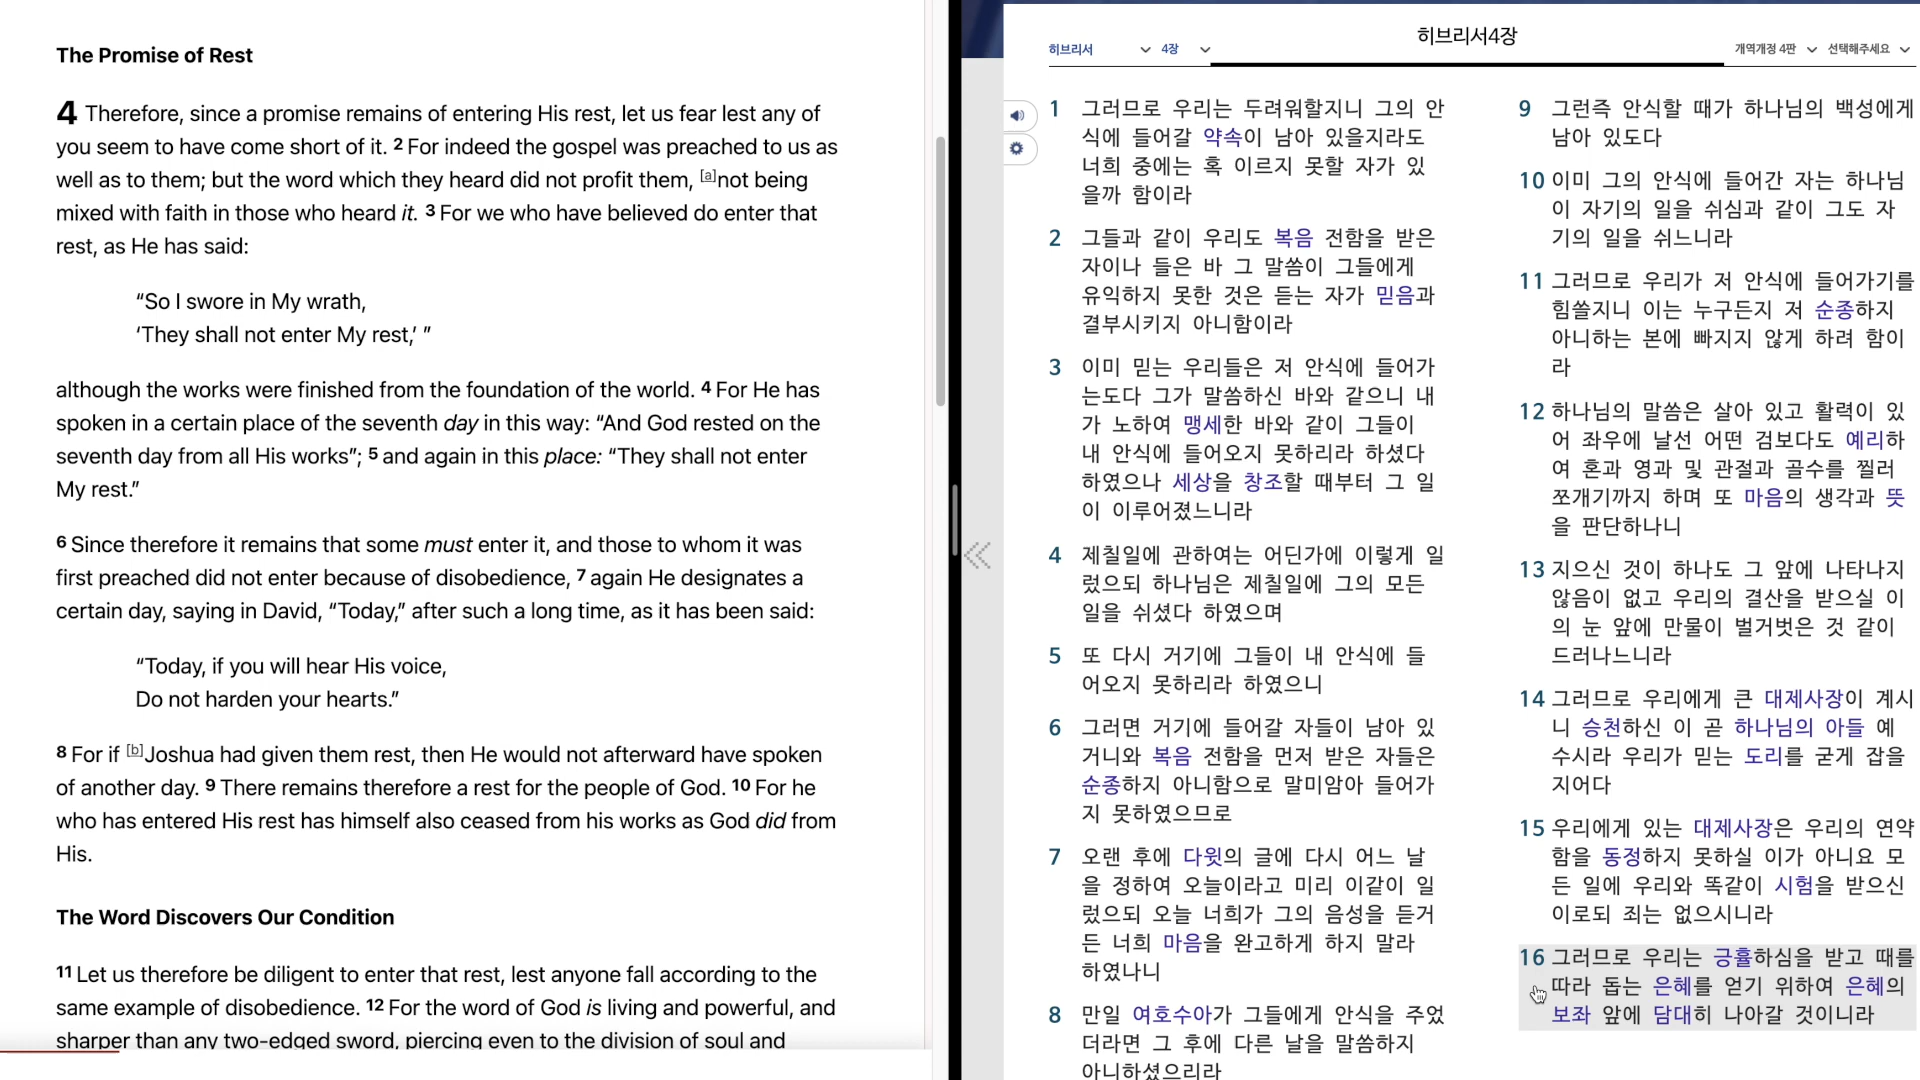 The Promise of Rest
4 Therefore, since a promise remains of entering His rest, let us fear lest any of
you seem to have come short of it. 2 For indeed the gospel was preached to us as
well as to them; but the word which they heard did not profit them, [a]not being
mixed with faith in those who heard it. 3 For we who have believed do enter that
rest, as He has said:
“So I swore in My wrath,
‘They shall not enter My rest,’ ”
although the works were finished from the foundation of the world. 4 For He has
spoken in a certain place of the seventh day in this way: “And God rested on the
seventh day from all His works”; 5 and again in this place: “They shall not enter
My rest.”
6 Since therefore it remains that some must enter it, and those to whom it was
first preached did not enter because of disobedience, 7 again He designates a
certain day, saying in David, “Today,” after such a long time, as it has been said:
“Today, if you will hear His voice,
Do not harden your hearts.”
8 For if [b]Joshua had given them rest, then He would not afterward have spoken
of another day. 9 There remains therefore a rest for the people of God. 10 For he
who has entered His rest has himself also ceased from his works as God did from
His.
The Word Discovers Our Condition
11 Let us therefore be diligent to enter that rest, lest anyone fall according to the
same example of disobedience. 12 For the word of God is living and powerful, and
sharper than any two-edged sword, piercing even to the division of soul and
히브리서 4장
히브리서4장
개역개정 4판 선택해주세요
1 그러므로 우리는 두려워할지니 그의 안
식에 들어갈 약속이 남아 있을지라도
너희 중에는 혹 이르지 못할 자가 있
을까 함이라
2 그들과 같이 우리도 복음 전함을 받은
자이나 들은 바 그 말씀이 그들에게
유익하지 못한 것은 듣는 자가 믿음과
결부시키지 아니함이라
3 이미 믿는 우리들은 저 안식에 들어가
는도다 그가 말씀하신 바와 같으니 내
가 노하여 맹세한 바와 같이 그들이
내 안식에 들어오지 못하리라 하셨다
하였으나 세상을 창조할 때부터 그 일
이 이루어졌느니라
4 제칠일에 관하여는 어딘가에 이렇게 일
렀으되 하나님은 제칠일에 그의 모든
일을 쉬셨다 하였으며
5 또 다시 거기에 그들이 내 안식에 들
어오지 못하리라 하였으니
6 그러면 거기에 들어갈 자들이 남아 있
거니와 복음 전함을 먼저 받은 자들은
순종하지 아니함으로 말미암아 들어가
지 못하였으므로
7 오랜 후에 다윗의 글에 다시 어느 날
을 정하여 오늘이라고 미리 이같이 일
렀으되 오늘 너희가 그의 음성을 듣거
든 너희 마음을 완고하게 하지 말라
하였나니
8 만일 여호수아가 그들에게 안식을 주었
더라면 그 후에 다른 날을 말씀하지
아니하셨으리라
9 그런즉 안식할 때가 하나님의 백성에게
남아 있도다
10 이미 그의 안식에 들어간 자는 하나님
이 자기의 일을 쉬심과 같이 그도 자
기의 일을 쉬느니라
11 그러므로 우리가 저 안식에 들어가기를
힘쓸지니 이는 누구든지 저 순종하지
아니하는 본에 빠지지 않게 하려 함이
라
12 하나님의 말씀은 살아 있고 활력이 있
어 좌우에 날선 어떤 검보다도 예리하
여 혼과 영과 및 관절과 골수를 찔러
쪼개기까지 하며 또 마음의 생각과 뜻
을 판단하나니
13 지으신 것이 하나도 그 앞에 나타나지
않음이 없고 우리의 결산을 받으실 이
의 눈 앞에 만물이 벌거벗은 것 같이
드러나느니라
14 그러므로 우리에게 큰 대제사장이 계시
니 승천하신 이 곧 하나님의 아들 예
수시라 우리가 믿는 도리를 굳게 잡을
지어다
15 우리에게 있는 대제사장은 우리의 연약
함을 동정하지 못하실 이가 아니요 모
든 일에 우리와 똑같이 시험을 받으신
이로되 죄는 없으시니라
16 그러므로 우리는 긍휼하심을 받고 때를
따라 돕는 은혜를 얻기 위하여 은혜의
보좌 앞에 담대히 나아갈 것이니라